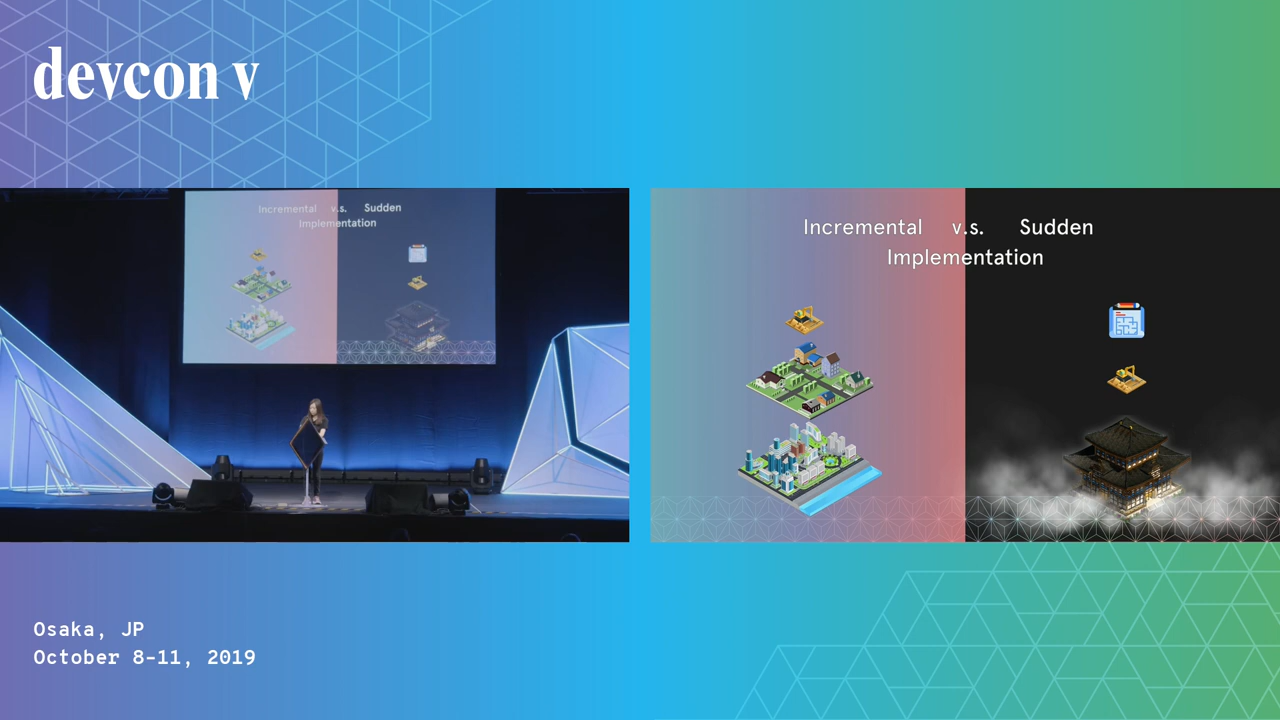 devcon v
Incremental v.s. Sudden
Implementation
Incremental v.s. Sudden
Implementation
Osaka, JP
October 8-11, 2019